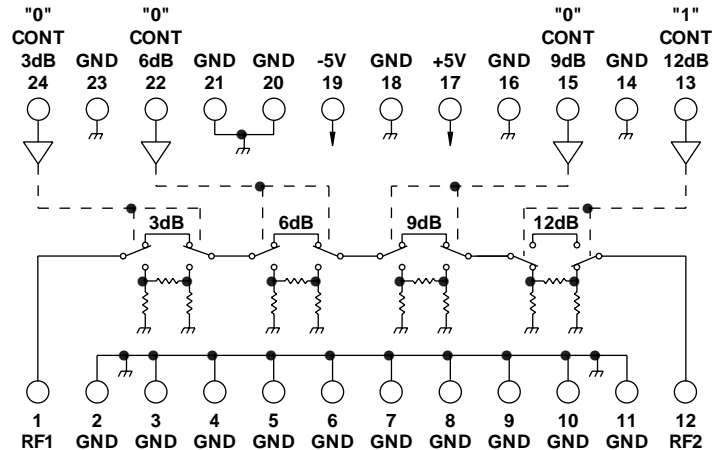 "0" "0" "0" "1"
CONT CONT CONT CONT
3dB GND 6dB GND GND -5V GND +5V GND 9dB GND 12dB
24 23 22 21 20 19 18 17 16 15 14 13
3dB 6dB 9dB 12dB
1 2 3 4 5 6 7 8 9 10 11 12
RF1 GND GND GND GND GND GND GND GND GND GND RF2